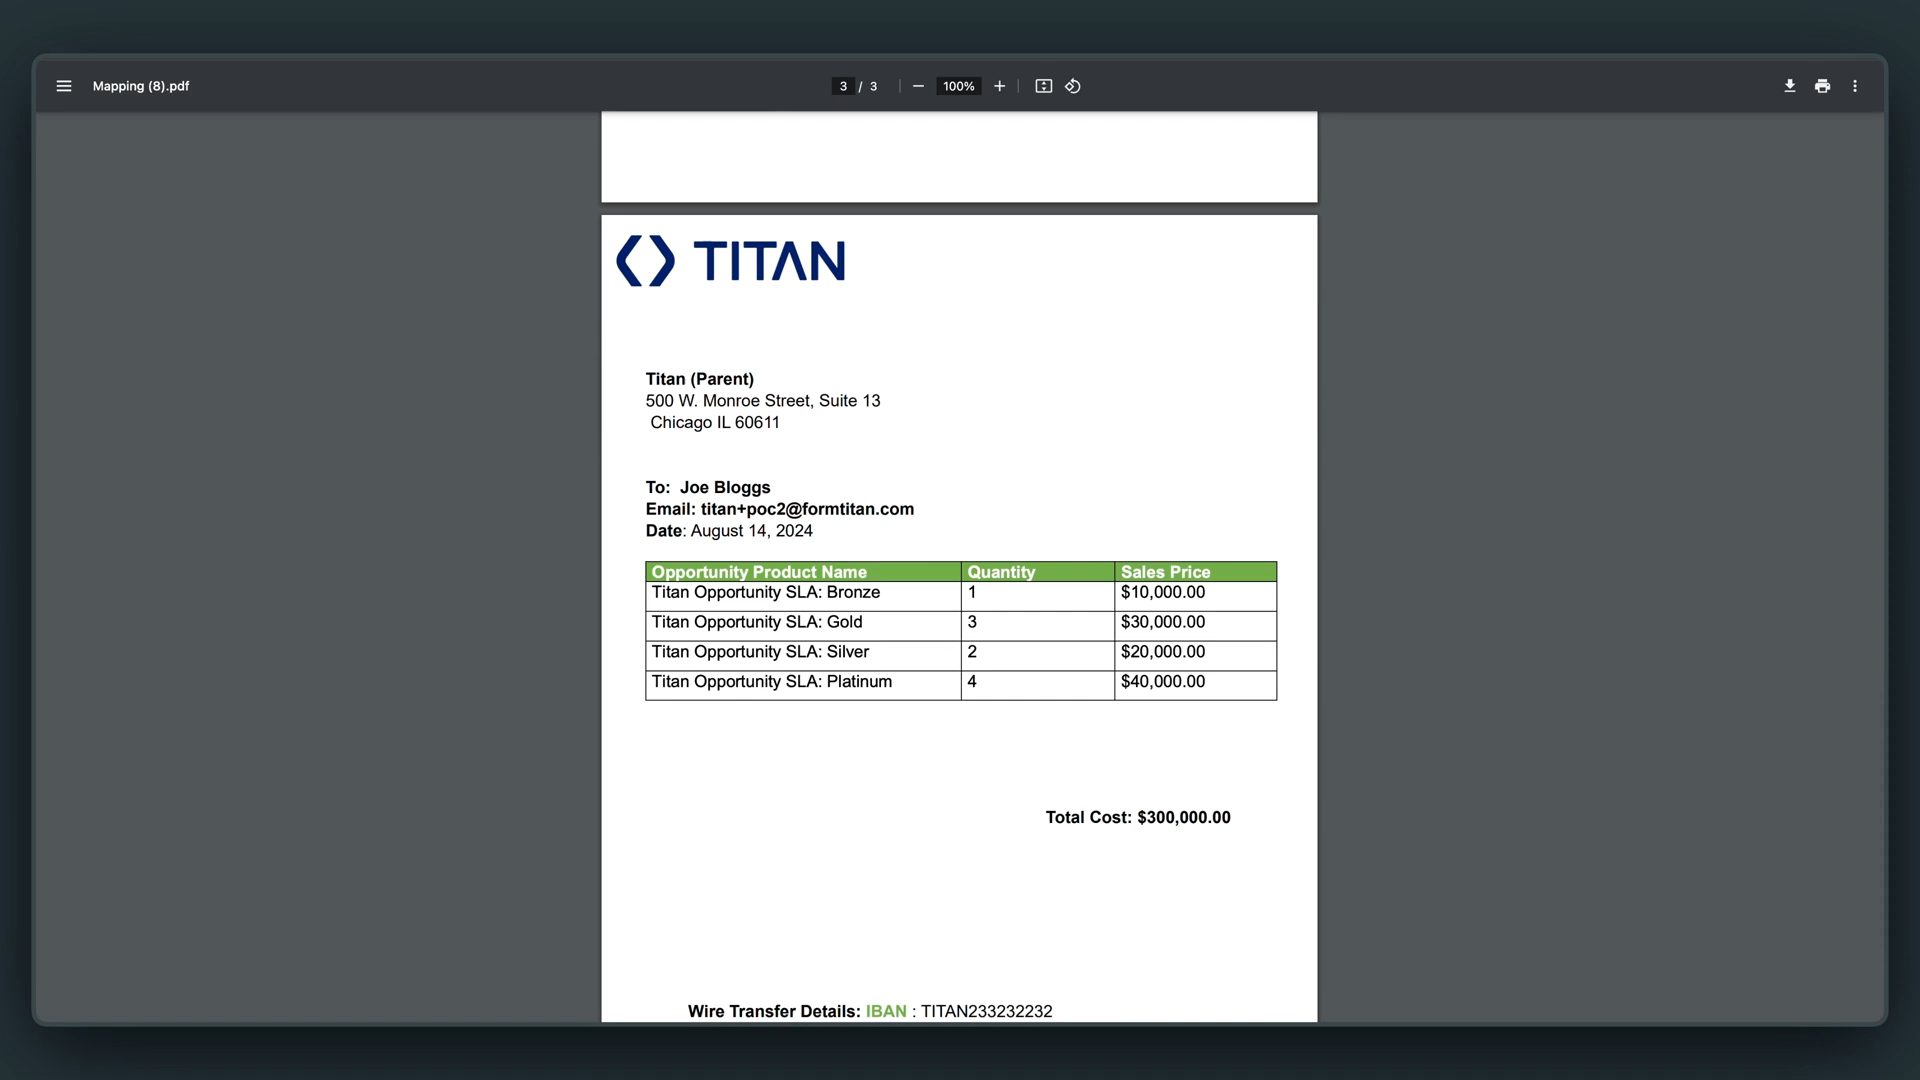 Mapping (8).pdf
3 / 3
100%
TITAN
Titan (Parent)
500 W. Monroe Street, Suite 13
Chicago IL 60611
To: Joe Bloggs
Email: titan+poc2@formtitan.com
Date: August 14, 2024
Opportunity Product Name Quantity Sales Price
Titan Opportunity SLA: Bronze 1 $10,000.00
Titan Opportunity SLA: Gold 3 $30,000.00
Titan Opportunity SLA: Silver 2 $20,000.00
Titan Opportunity SLA: Platinum 4 $40,000.00
Total Cost: $300,000.00
Wire Transfer Details: IBAN : TITAN233232232